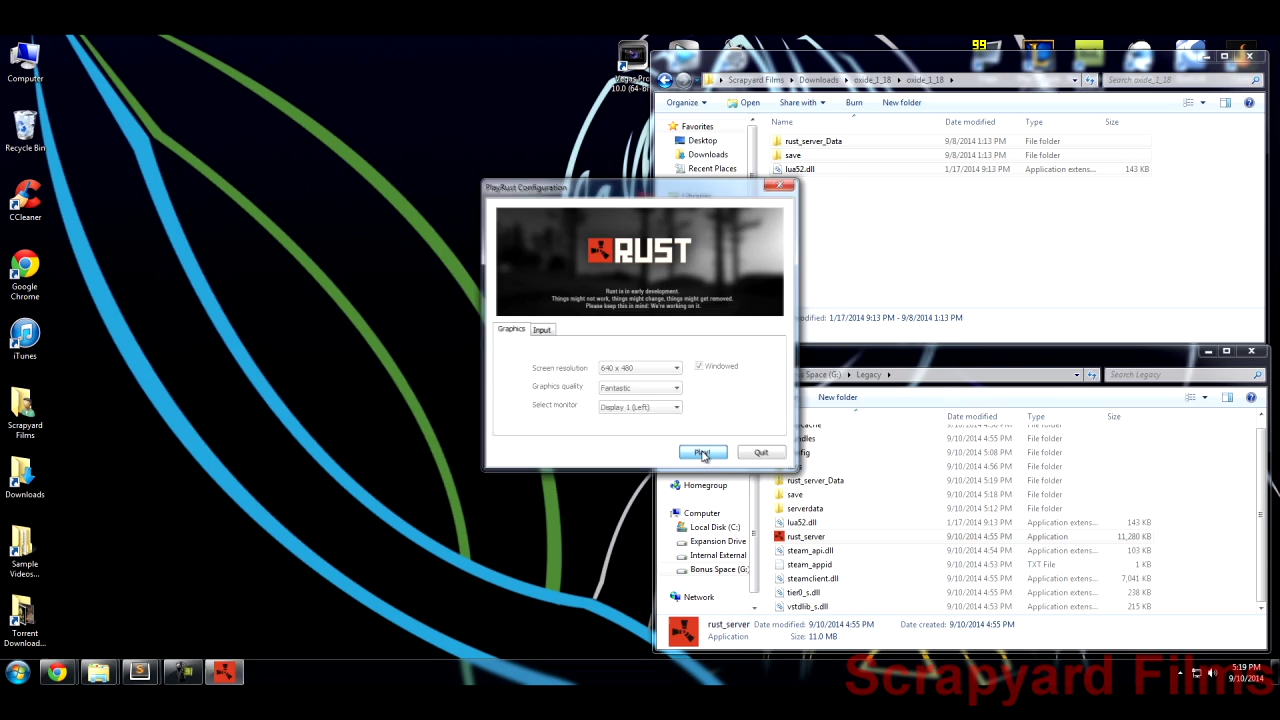 Computer
Recycle Bin
CCleaner
Google
Chrome
iTunes
Scrapyard
Films
Downloads
Sample
Videos...
Torrent
Download...
99
Vegas Pro
10.0 (64-bi
Scrapyard Films
Downloads
oxide_1_18
oxide_1_18
Search oxide_1_18
Organize
Open
Share with
Burn
New folder
Favorites
Desktop
Downloads
Recent Places
Name
Date modified
Type
Size
rust_server_Data 9/8/2014 1:13 PM File folder
save 9/8/2014 1:13 PM File folder
lua52.dll 1/17/2014 9:13 PM Application extens... 143 KB
1/17/2014 9:13 PM - 9/8/2014 1:13 PM
PlayRust Configuration
RUST
Rust is in early development.
Things might not work, things might change, things might get removed.
Please keep this in mind: We're working on it.
Graphics
Input
Screen resolution 640 x 480
Windowed
Graphics quality Fantastic
Select monitor Display 1 (Left)
Play!
Quit
Space (G:)
Legacy
Search Legacy
New folder
Date modified
Type
Size
9/10/2014 4:55 PM File folder
9/10/2014 5:08 PM File folder
9/10/2014 4:56 PM File folder
rust_server_Data 9/10/2014 5:19 PM File folder
save 9/10/2014 5:18 PM File folder
serverdata 9/10/2014 5:12 PM File folder
lua52.dll 1/17/2014 9:13 PM Application extens... 143 KB
rust_server 9/10/2014 4:55 PM Application 11,280 KB
steam_api.dll 9/10/2014 4:54 PM Application extens... 103 KB
steam_appid 9/10/2014 4:55 PM TXT File 1 KB
steamclient.dll 9/10/2014 4:55 PM Application extens... 7,041 KB
tier0_s.dll 9/10/2014 4:55 PM Application extens... 238 KB
vstdlib_s.dll 9/10/2014 4:53 PM Application extens... 215 KB
Homegroup
Computer
Local Disk (C:)
Expansion Drive
Internal External
Bonus Space (G:
Network
rust_server Date modified: 9/10/2014 4:55 PM Date created: 9/10/2014 4:55 PM
Application Size: 11.0 MB
5:19 PM
9/10/2014
Scrapyard Films